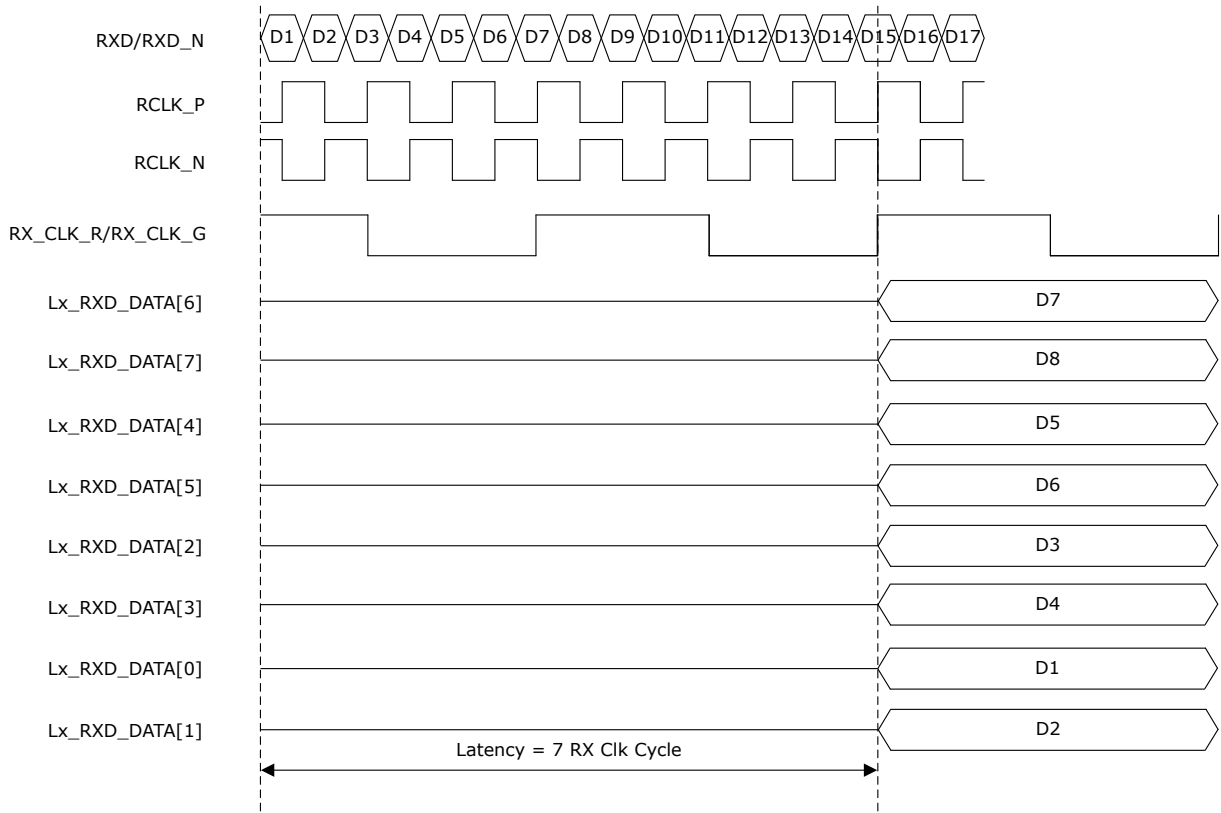 RXD/RXD_N D1 D2 D3 D4 D5 D6 D7 D8 D9 D10 D11 D12 D13 D14 D15 D16 D17
RCLK_P
RCLK_N
RX_CLK_R/RX_CLK_G
Lx_RXD_DATA[6] D7
Lx_RXD_DATA[7] D8
Lx_RXD_DATA[4] D5
Lx_RXD_DATA[5] D6
Lx_RXD_DATA[2] D3
Lx_RXD_DATA[3] D4
Lx_RXD_DATA[0] D1
Lx_RXD_DATA[1] D2
Latency = 7 RX Clk Cycle